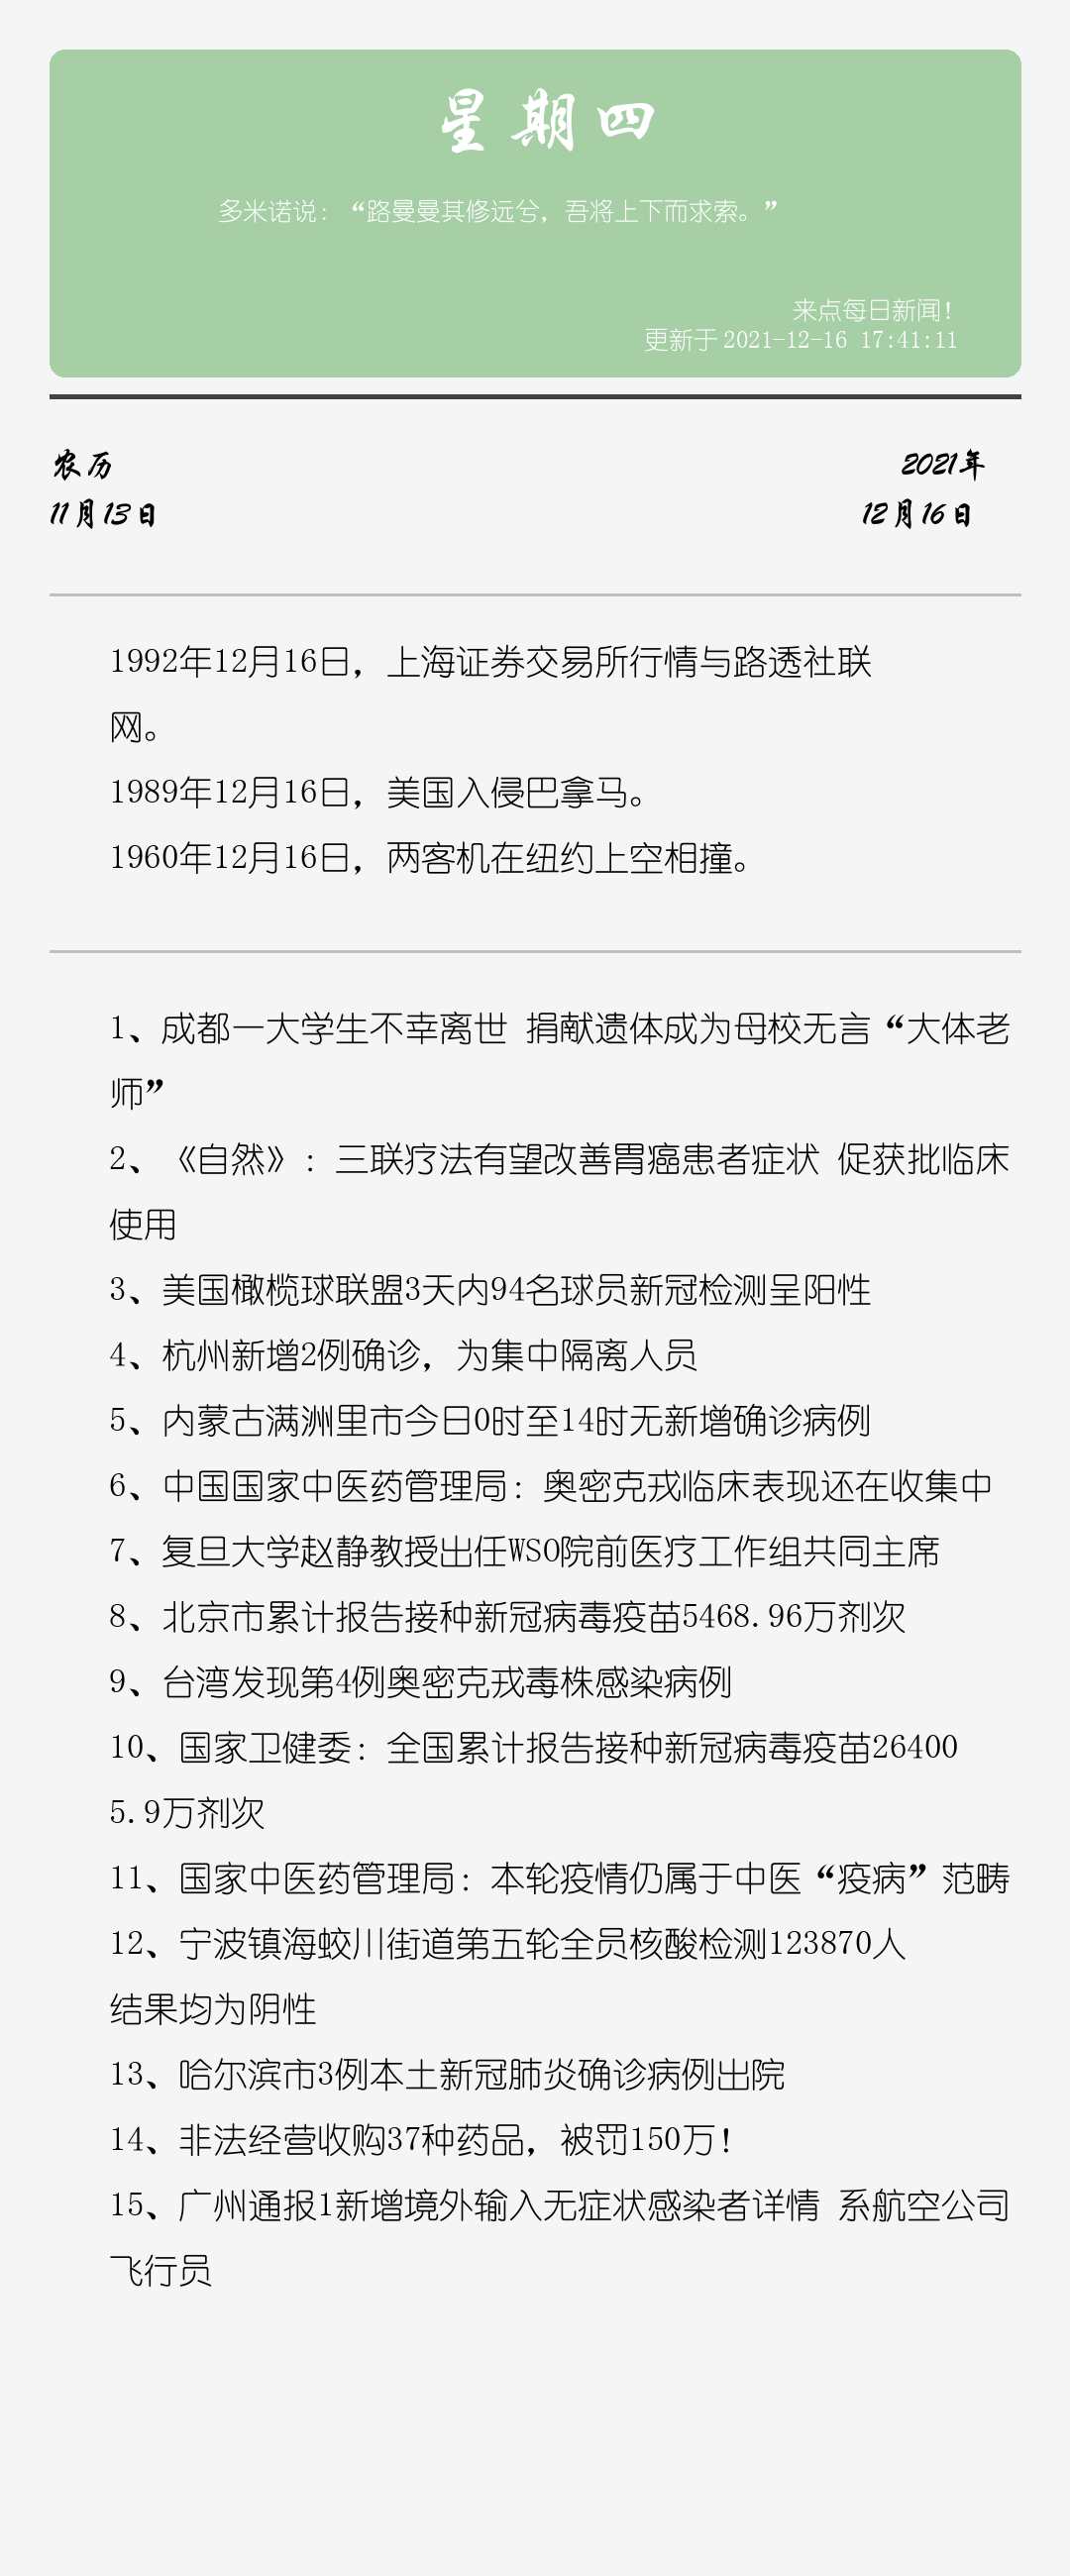 星期四
多米诺说：“路曼曼其修远兮，吾将上下而求索。”
来点每日新闻！
更新于 2021-12-16 17:41:11
农历
2021年
11月13日
12月16日
1992年12月16日，上海证券交易所行情与路透社联
网。
1989年12月16日，美国入侵巴拿马。
1960年12月16日，两客机在纽约上空相撞。
1、成都一大学生不幸离世 捐献遗体成为母校无言“大体老
师”
2、《自然》：三联疗法有望改善胃癌患者症状 促获批临床
使用
3、美国橄榄球联盟3天内94名球员新冠检测呈阳性
4、杭州新增2例确诊，为集中隔离人员
5、内蒙古满洲里市今日0时至14时无新增确诊病例
6、中国国家中医药管理局：奥密克戎临床表现还在收集中
7、复旦大学赵静教授出任WSO院前医疗工作组共同主席
8、北京市累计报告接种新冠病毒疫苗5468.96万剂次
9、台湾发现第4例奥密克戎毒株感染病例
10、国家卫健委：全国累计报告接种新冠病毒疫苗26400
5.9万剂次
11、国家中医药管理局：本轮疫情仍属于中医“疫病”范畴
12、宁波镇海蛟川街道第五轮全员核酸检测123870人
结果均为阴性
13、哈尔滨市3例本土新冠肺炎确诊病例出院
14、非法经营收购37种药品，被罚150万！
15、广州通报1新增境外输入无症状感染者详情 系航空公司
飞行员